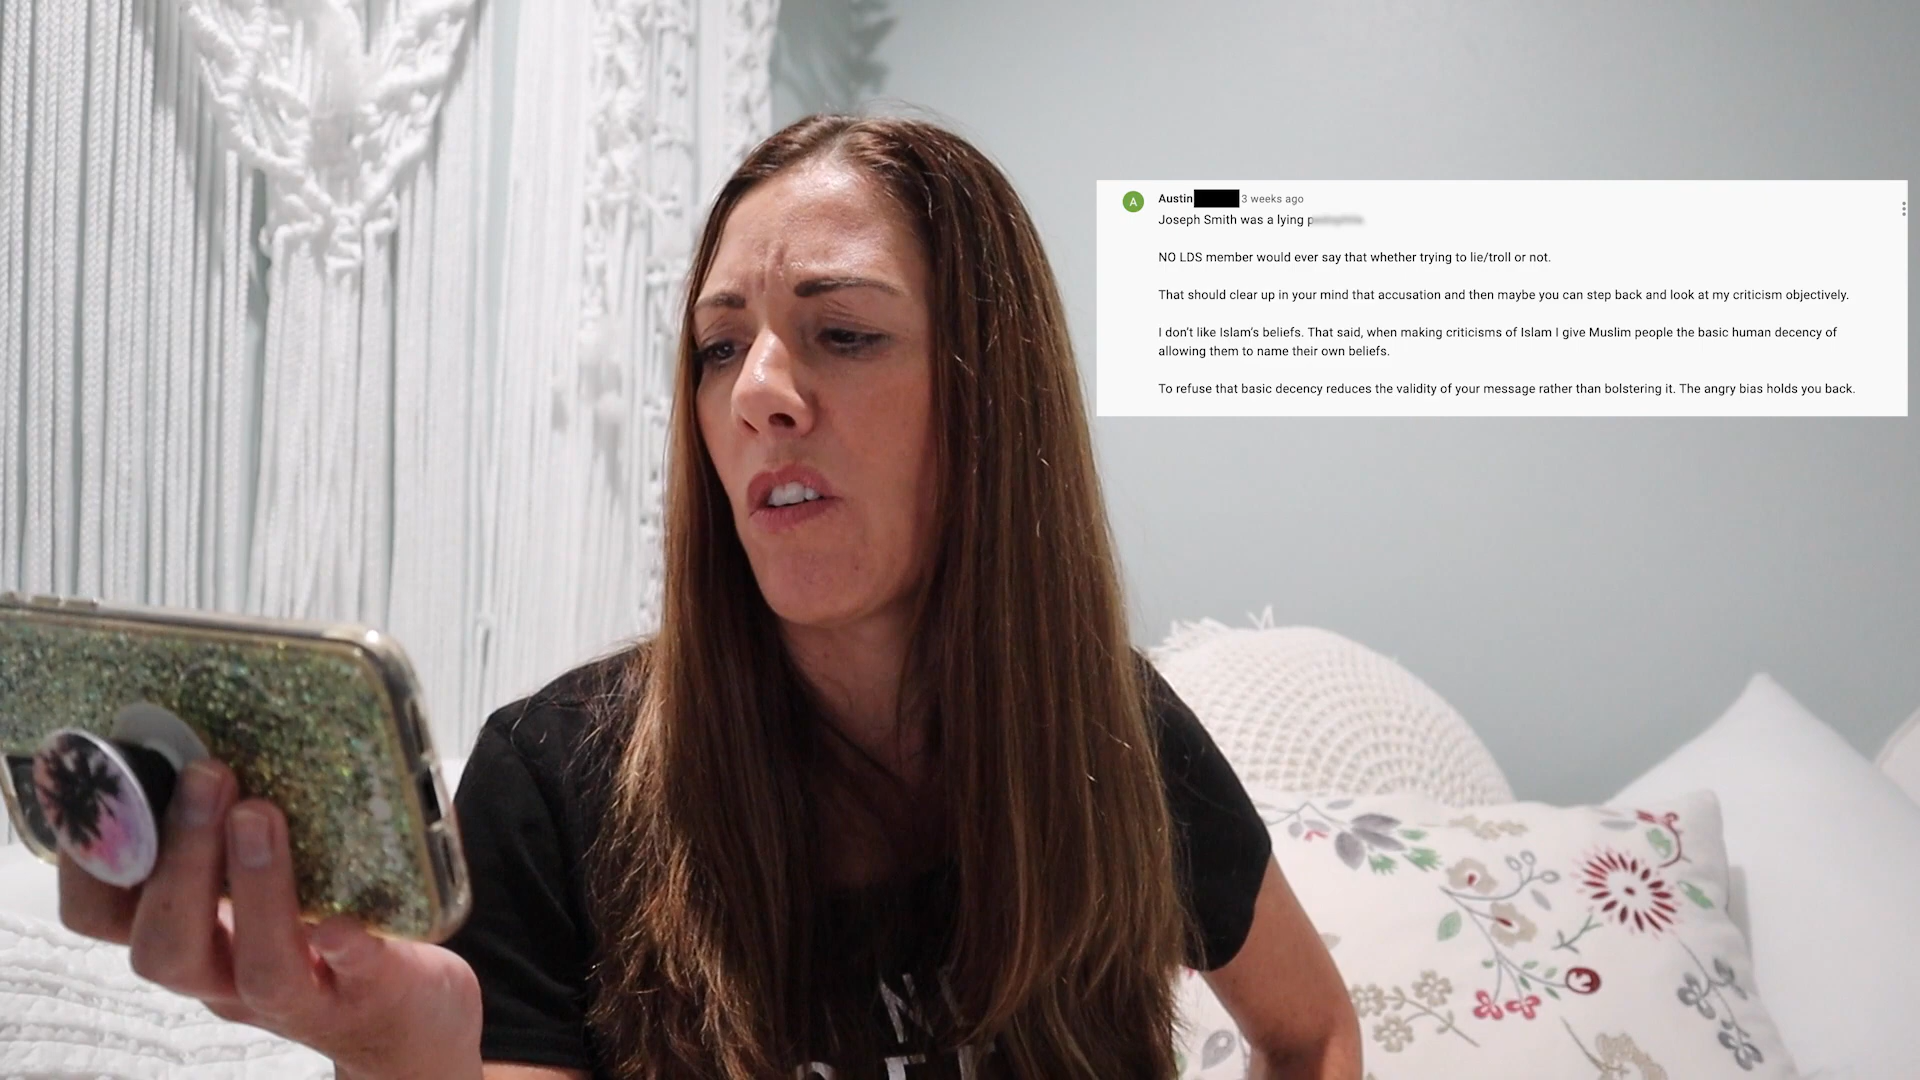 A
Austin 3 weeks ago
Joseph Smith was a lying
NO LDS member would ever say that whether trying to lie/troll or not.
That should clear up in your mind that accusation and then maybe you can step back and look at my criticism objectively.
I don't like Islam's beliefs. That said, when making criticisms of Islam I give Muslim people the basic human decency of
allowing them to name their own beliefs.
To refuse that basic decency reduces the validity of your message rather than bolstering it. The angry bias holds you back.